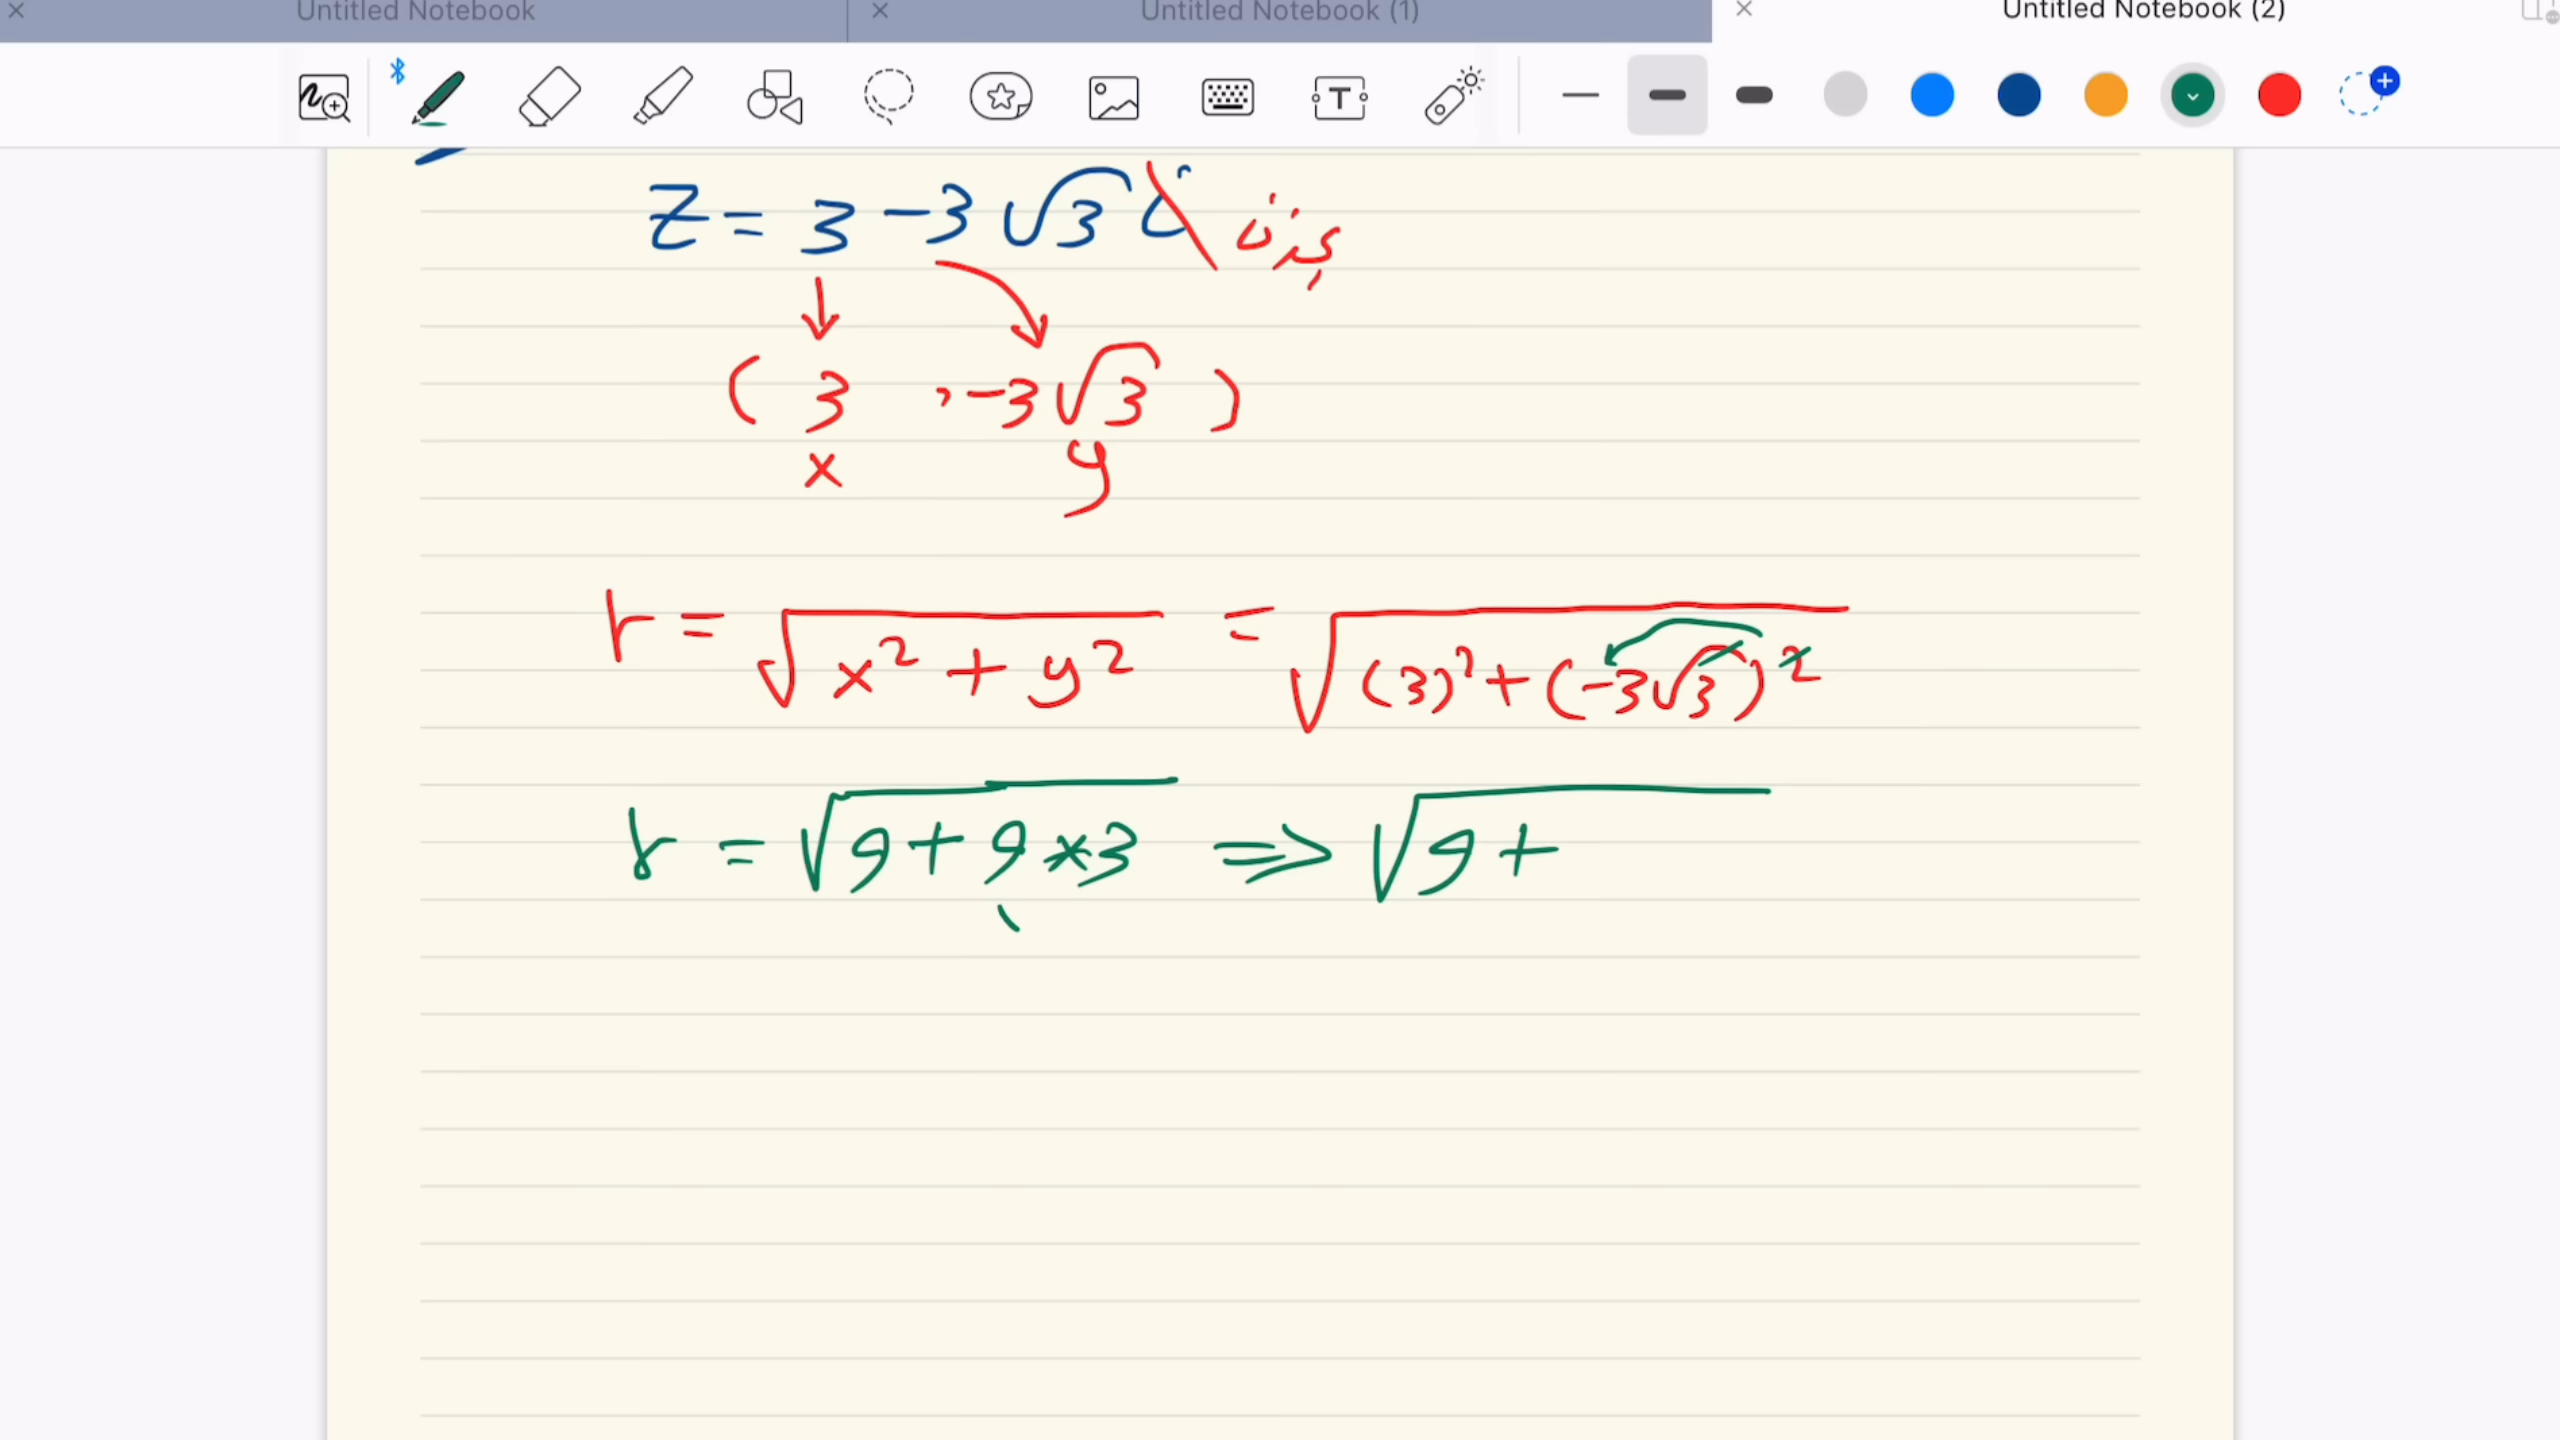 Untitled Notebook
Untitled Notebook (1)
Untitled Notebook (2)
T
z = 3 - 3√3 i
( 3 , -3√3 )
x y
r = √x² + y² = √(3)² + (-3√3)²
r = √9 + 9*3 => √9 +